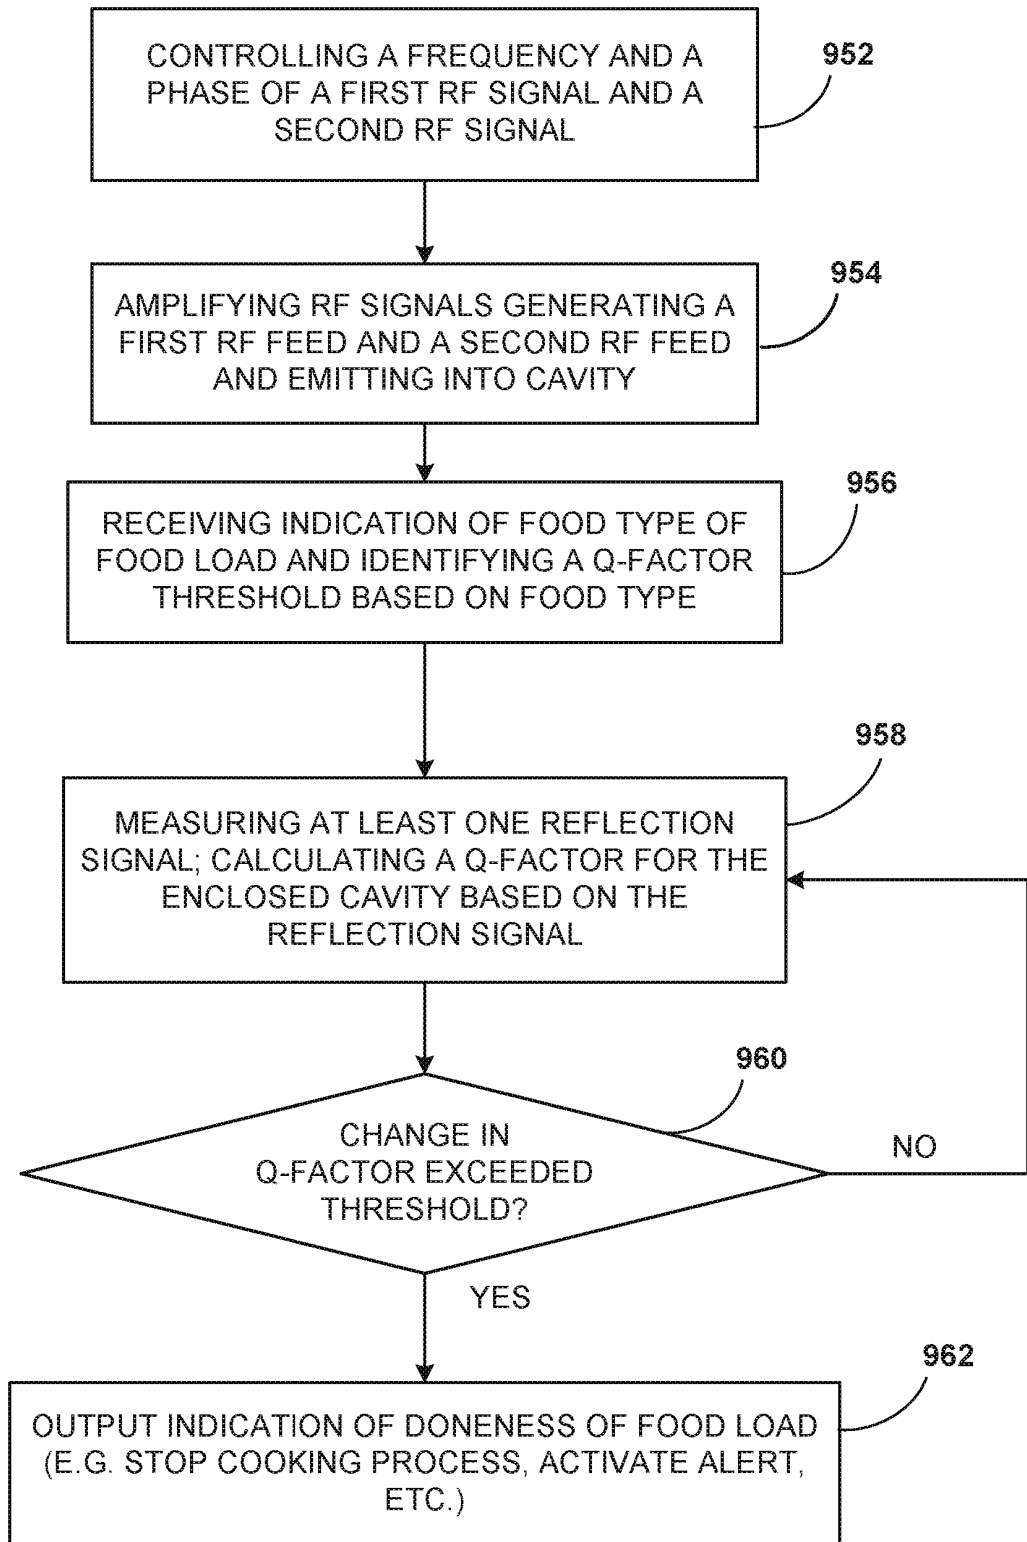 CONTROLLING A FREQUENCY AND A
PHASE OF A FIRST RF SIGNAL AND A
SECOND RF SIGNAL
952
AMPLIFYING RF SIGNALS GENERATING A
FIRST RF FEED AND A SECOND RF FEED
AND EMITTING INTO CAVITY
954
RECEIVING INDICATION OF FOOD TYPE OF
FOOD LOAD AND IDENTIFYING A Q-FACTOR
THRESHOLD BASED ON FOOD TYPE
956
MEASURING AT LEAST ONE REFLECTION
SIGNAL; CALCULATING A Q-FACTOR FOR THE
ENCLOSED CAVITY BASED ON THE
REFLECTION SIGNAL
958
CHANGE IN
Q-FACTOR EXCEEDED
THRESHOLD?
960
NO
YES
OUTPUT INDICATION OF DONENESS OF FOOD LOAD
(E.G. STOP COOKING PROCESS, ACTIVATE ALERT,
ETC.)
962